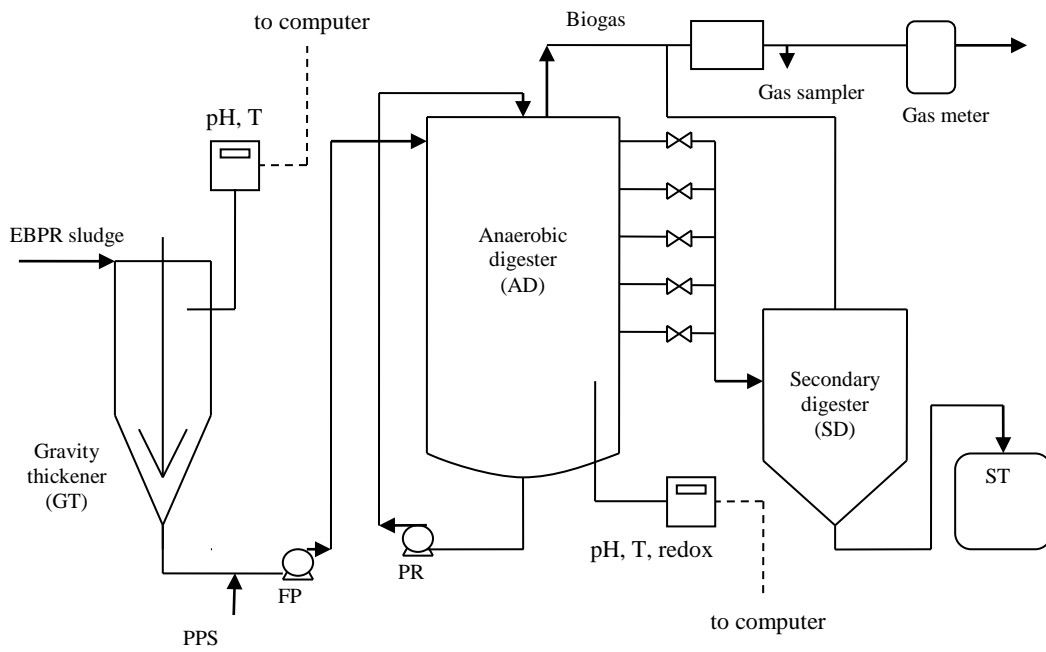 to computer
Biogas
Gas sampler
Gas meter
pH, T
EBPR sludge
Anaerobic
digester
(AD)
Secondary
digester
(SD)
Gravity
thickener
(GT)
ST
pH, T, redox
PR
FP
to computer
PPS